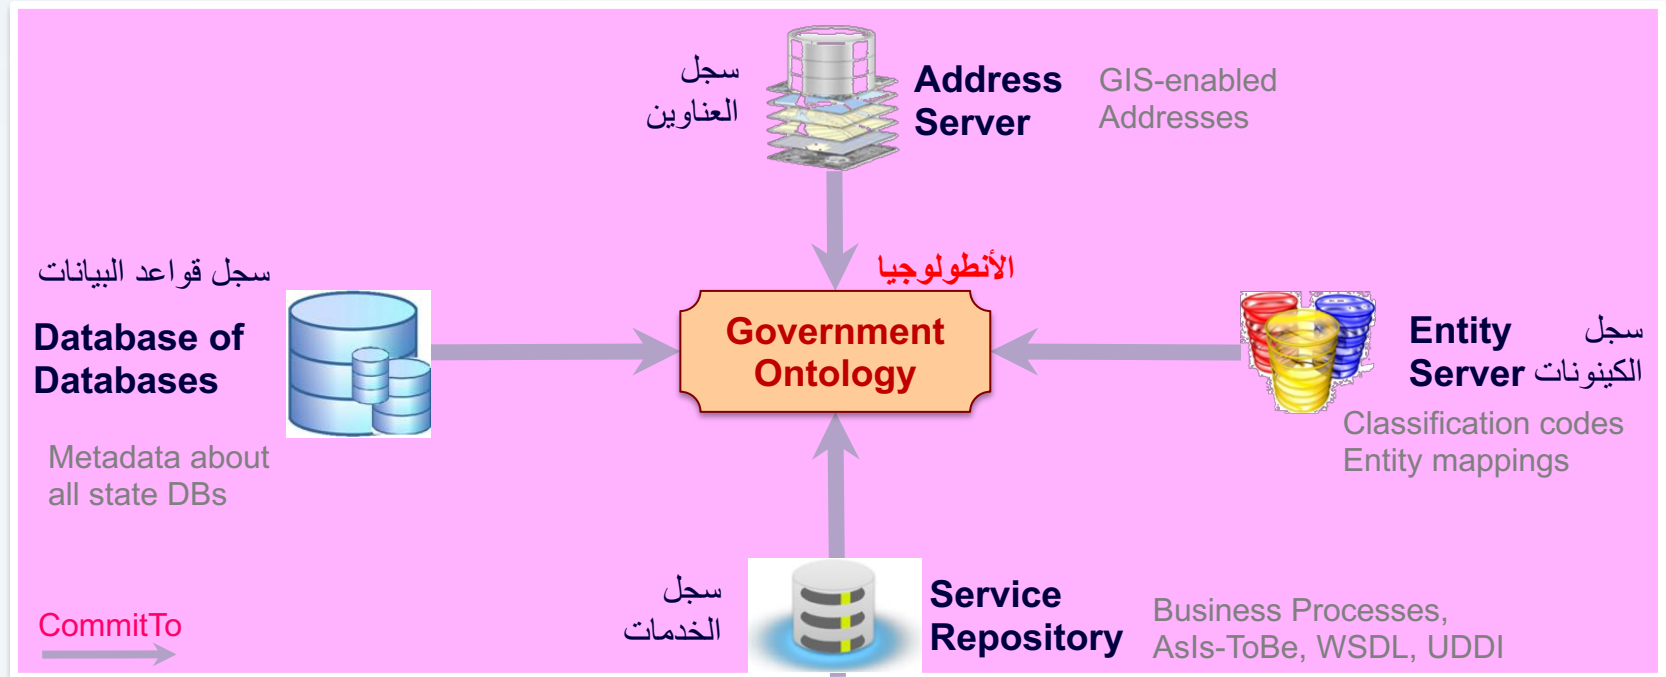 سجل
العناوين
Address
Server
GIS-enabled
Addresses
الأنطولوجيا
سجل قواعد البيانات
Database of
Databases
Metadata about
all state DBs
Government
Ontology
Entity
Server
سجل
الكينونات
Classification codes
Entity mappings
سجل
الخدمات
Service
Repository
Business Processes,
AsIs-ToBe, WSDL, UDDI
CommitTo